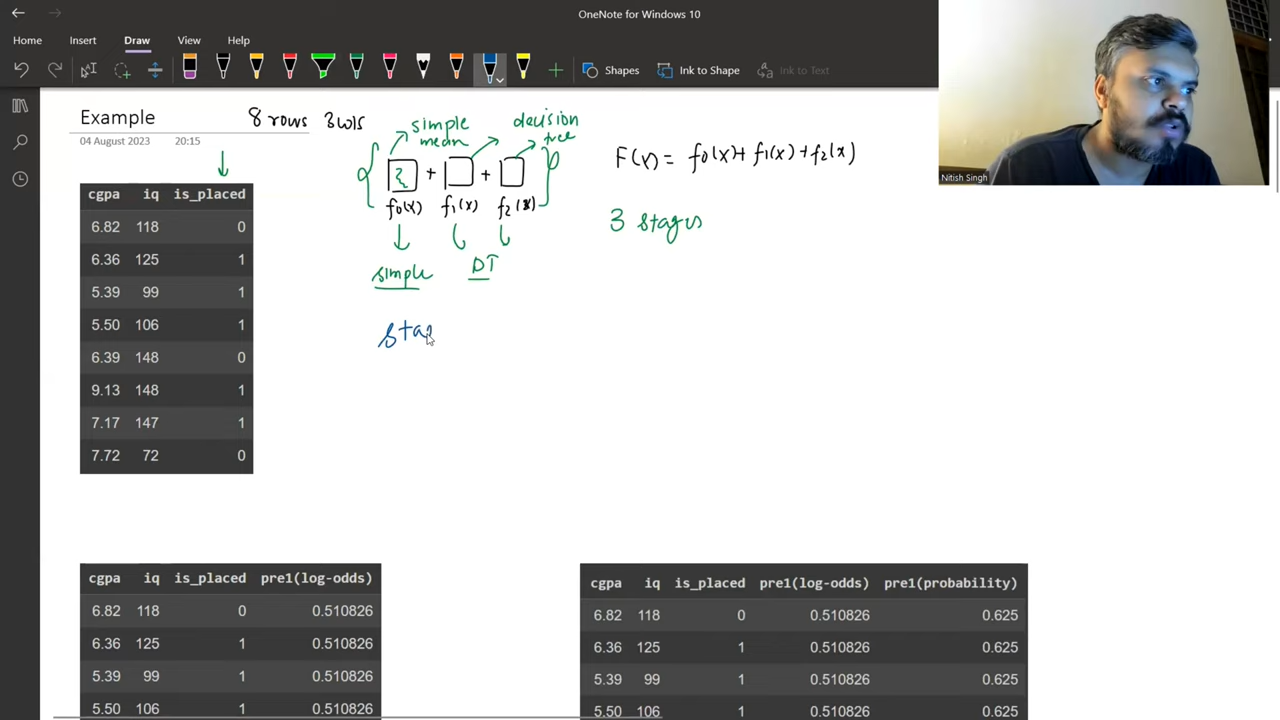 OneNote for Windows 10
Home Insert Draw View Help
Shapes Ink to Shape Ink to Text
Example
04 August 2023 20:15
8 rows 3 cols
simple mean
decision tree
f0(x) + f1(x) + f2(x)
simple DT
F(x) = f0(x) + f1(x) + f2(x)
3 stages
sta
Nitish Singh
cgpa iq is_placed
6.82 118 0
6.36 125 1
5.39 99 1
5.50 106 1
6.39 148 0
9.13 148 1
7.17 147 1
7.72 72 0
cgpa iq is_placed pre1(log-odds)
6.82 118 0 0.510826
6.36 125 1 0.510826
5.39 99 1 0.510826
5.50 106 1 0.510826
cgpa iq is_placed pre1(log-odds) pre1(probability)
6.82 118 0 0.510826 0.625
6.36 125 1 0.510826 0.625
5.39 99 1 0.510826 0.625
5.50 106 1 0.510826 0.625